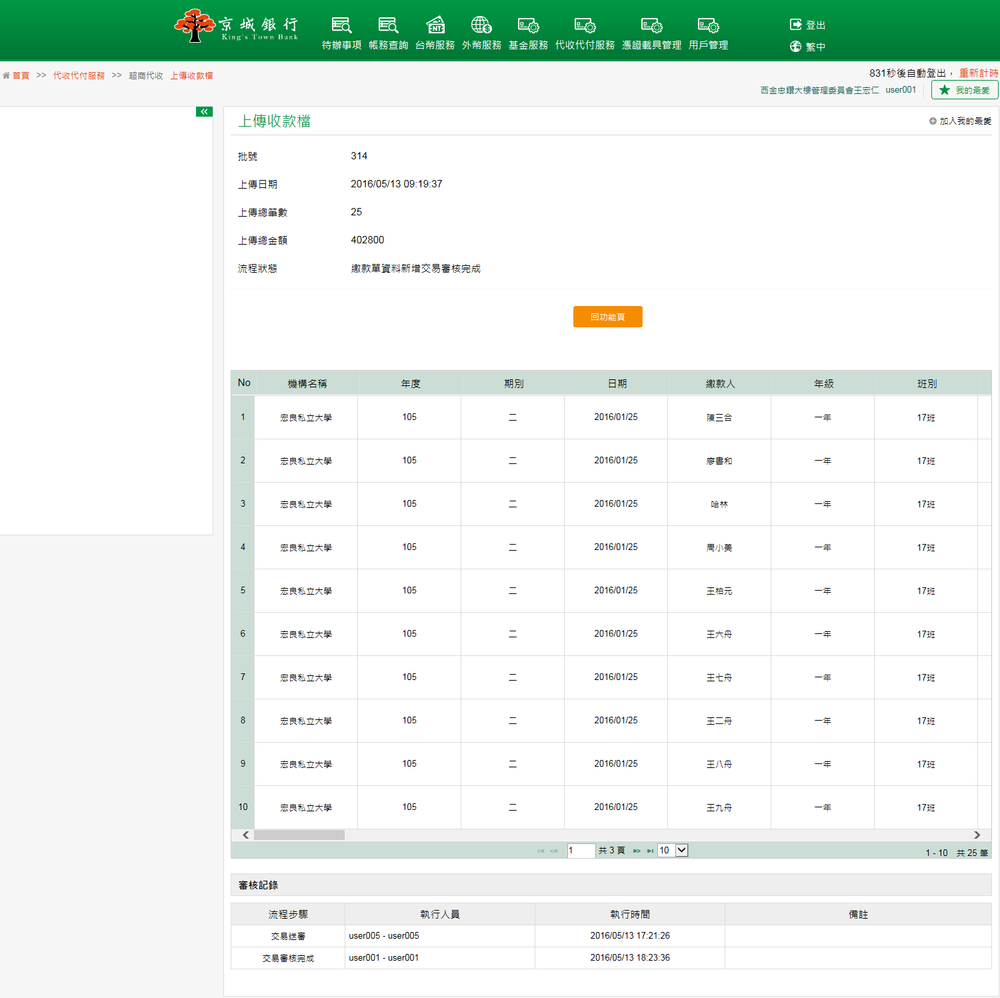 京城銀行
King's Town Bank
待辦事項 帳務查詢 台幣服務 外幣服務 基金服務 代收代付服務 憑證載具管理 用戶管理
NT
登出
繁中
首頁 >> 代收代付服務 >> 超商代收 上傳收款檔
831秒後自動登出， 重新計時
西金忠鑽大樓管理委員會王宏仁 user001 我的最愛
上傳收款檔
加入我的最愛
批號 314
上傳日期 2016/05/13 09:19:37
上傳總筆數 25
上傳總金額 402800
流程狀態 繳款單資料新增交易審核完成
回功能頁
No 機構名稱 年度 期別 日期 繳款人 年級 班別
1 宏良私立大學 105 二 2016/01/25 陳三合 一年 17班
2 宏良私立大學 105 二 2016/01/25 廖書和 一年 17班
3 宏良私立大學 105 二 2016/01/25 哈林 一年 17班
4 宏良私立大學 105 二 2016/01/25 周小美 一年 17班
5 宏良私立大學 105 二 2016/01/25 王柏元 一年 17班
6 宏良私立大學 105 二 2016/01/25 王六舟 一年 17班
7 宏良私立大學 105 二 2016/01/25 王七舟 一年 17班
8 宏良私立大學 105 二 2016/01/25 王二舟 一年 17班
9 宏良私立大學 105 二 2016/01/25 王八舟 一年 17班
10 宏良私立大學 105 二 2016/01/25 王九舟 一年 17班
1 共 3 頁 10
1 - 10 共 25 筆
審核記錄
流程步驟 執行人員 執行時間 備註
交易送審 user005 - user005 2016/05/13 17:21:26
交易審核完成 user001 - user001 2016/05/13 18:23:36